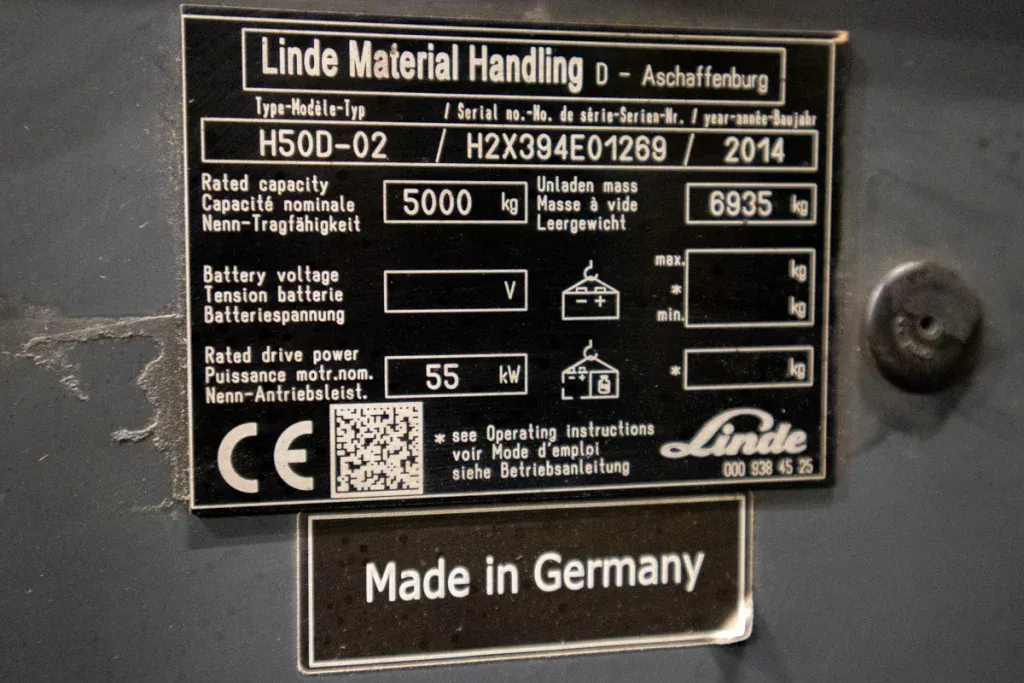 Linde Material Handling D - Aschaffenburg
Type-Modèle-Typ / Serial no.-No. de série-Serien-Nr. / year-année-Baujahr
H50D-02 / H2X394E01269 / 2014
Rated capacity
Capacité nominale
Nenn-Tragfähigkeit
5000 kg
Unladen mass
Masse à vide
Leergewicht
6935 kg
Battery voltage
Tension batterie
Batteriespannung
V
- +
max. kg
*
min. kg
Rated drive power
Puissance motr.nom.
Nenn-Antriebsleist.
55 kW
- +
* kg
CE
* see Operating instructions
voir Mode d'emploi
siehe Betriebsanleitung
Linde
000 938 45 25
Made in Germany